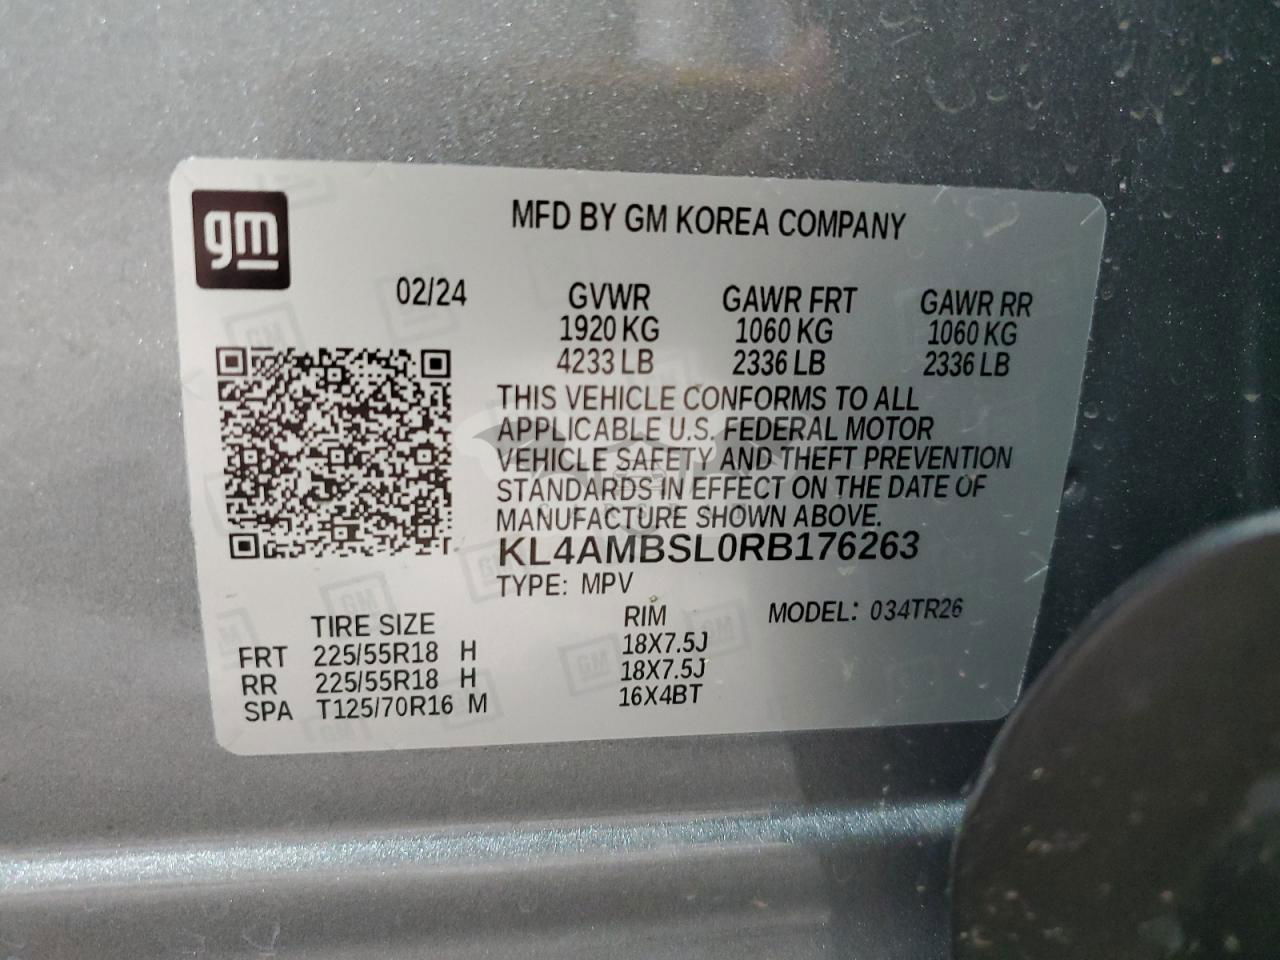 gm
MFD BY GM KOREA COMPANY
02/24
GVWR GAWR FRT GAWR RR
1920 KG 1060 KG 1060 KG
4233 LB 2336 LB 2336 LB
THIS VEHICLE CONFORMS TO ALL
APPLICABLE U.S. FEDERAL MOTOR
VEHICLE SAFETY AND THEFT PREVENTION
STANDARDS IN EFFECT ON THE DATE OF
MANUFACTURE SHOWN ABOVE.
KL4AMBSL0RB176263
TYPE: MPV
MODEL: 034TR26
TIRE SIZE RIM
FRT 225/55R18 H 18X7.5J
RR 225/55R18 H 18X7.5J
SPA T125/70R16 M 16X4BT